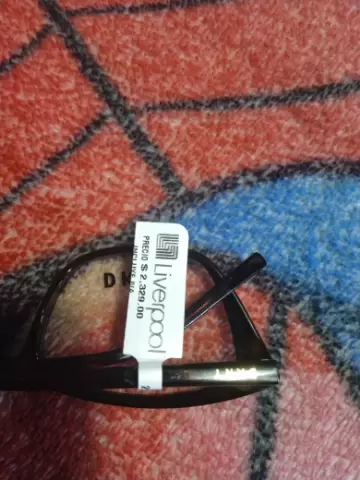 Liverpool
PRECIO $ 2,329.00
INCLUYE IVA
DKNY